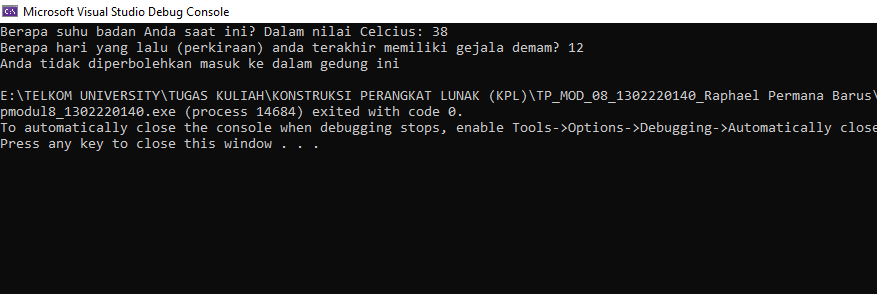 Microsoft Visual Studio Debug Console
Berapa suhu badan Anda saat ini? Dalam nilai Celcius: 38
Berapa hari yang lalu (perkiraan) anda terakhir memiliki gejala demam? 12
Anda tidak diperbolehkan masuk ke dalam gedung ini
E:\TELKOM UNIVERSITY\TUGAS KULIAH\KONSTRUKSI PERANGKAT LUNAK (KPL)\TP_MOD_08_1302220140_Raphael Permana Barus\
pmodul8_1302220140.exe (process 14684) exited with code 0.
To automatically close the console when debugging stops, enable Tools->Options->Debugging->Automatically close
Press any key to close this window . . .